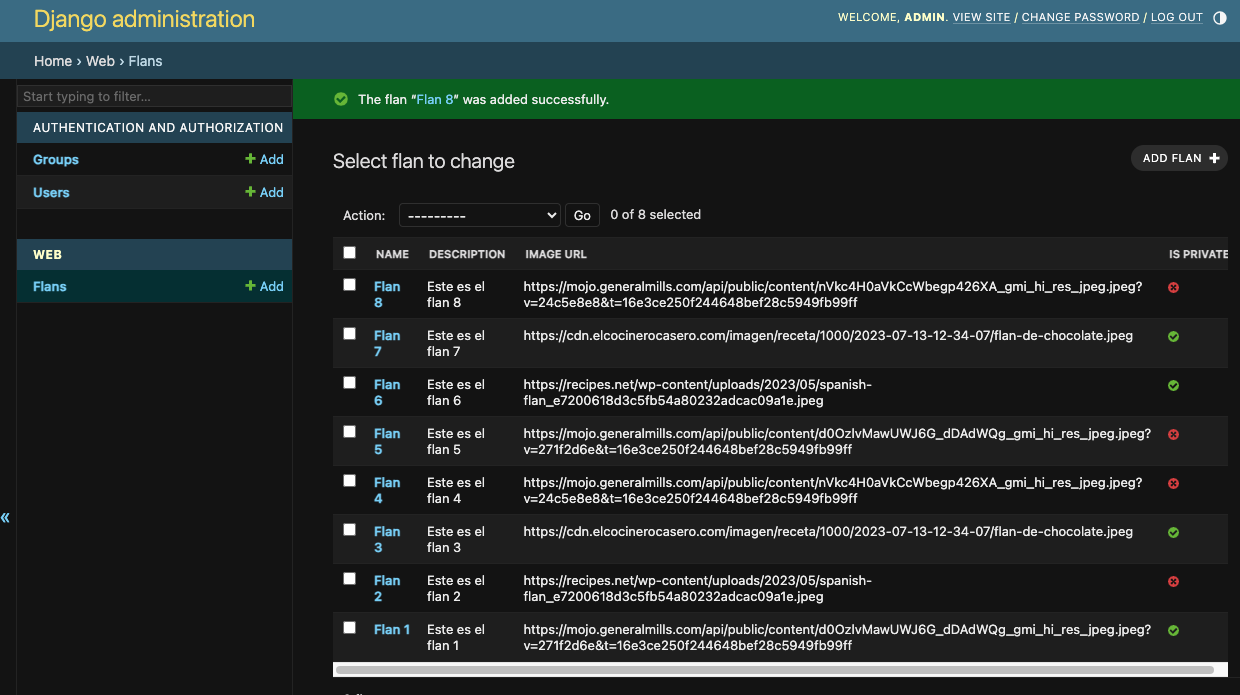 Django administration
WELCOME, ADMIN. VIEW SITE / CHANGE PASSWORD / LOG OUT
Home › Web › Flans
Start typing to filter...
AUTHENTICATION AND AUTHORIZATION
Groups + Add
Users + Add
WEB
Flans + Add
«
The flan “Flan 8” was added successfully.
Select flan to change
ADD FLAN +
Action: --------- Go 0 of 8 selected
NAME DESCRIPTION IMAGE URL IS PRIVATE
Flan 8 Este es el flan 8 https://mojo.generalmills.com/api/public/content/nVkc4H0aVkCcWbegp426XA_gmi_hi_res_jpeg.jpeg?v=24c5e8e8&t=16e3ce250f244648bef28c5949fb99ff
Flan 7 Este es el flan 7 https://cdn.elcocinerocasero.com/imagen/receta/1000/2023-07-13-12-34-07/flan-de-chocolate.jpeg
Flan 6 Este es el flan 6 https://recipes.net/wp-content/uploads/2023/05/spanish-flan_e7200618d3c5fb54a80232adcac09a1e.jpeg
Flan 5 Este es el flan 5 https://mojo.generalmills.com/api/public/content/d0OzIvMawUWJ6G_dDAdWQg_gmi_hi_res_jpeg.jpeg?v=271f2d6e&t=16e3ce250f244648bef28c5949fb99ff
Flan 4 Este es el flan 4 https://mojo.generalmills.com/api/public/content/nVkc4H0aVkCcWbegp426XA_gmi_hi_res_jpeg.jpeg?v=24c5e8e8&t=16e3ce250f244648bef28c5949fb99ff
Flan 3 Este es el flan 3 https://cdn.elcocinerocasero.com/imagen/receta/1000/2023-07-13-12-34-07/flan-de-chocolate.jpeg
Flan 2 Este es el flan 2 https://recipes.net/wp-content/uploads/2023/05/spanish-flan_e7200618d3c5fb54a80232adcac09a1e.jpeg
Flan 1 Este es el flan 1 https://mojo.generalmills.com/api/public/content/d0OzIvMawUWJ6G_dDAdWQg_gmi_hi_res_jpeg.jpeg?v=271f2d6e&t=16e3ce250f244648bef28c5949fb99ff